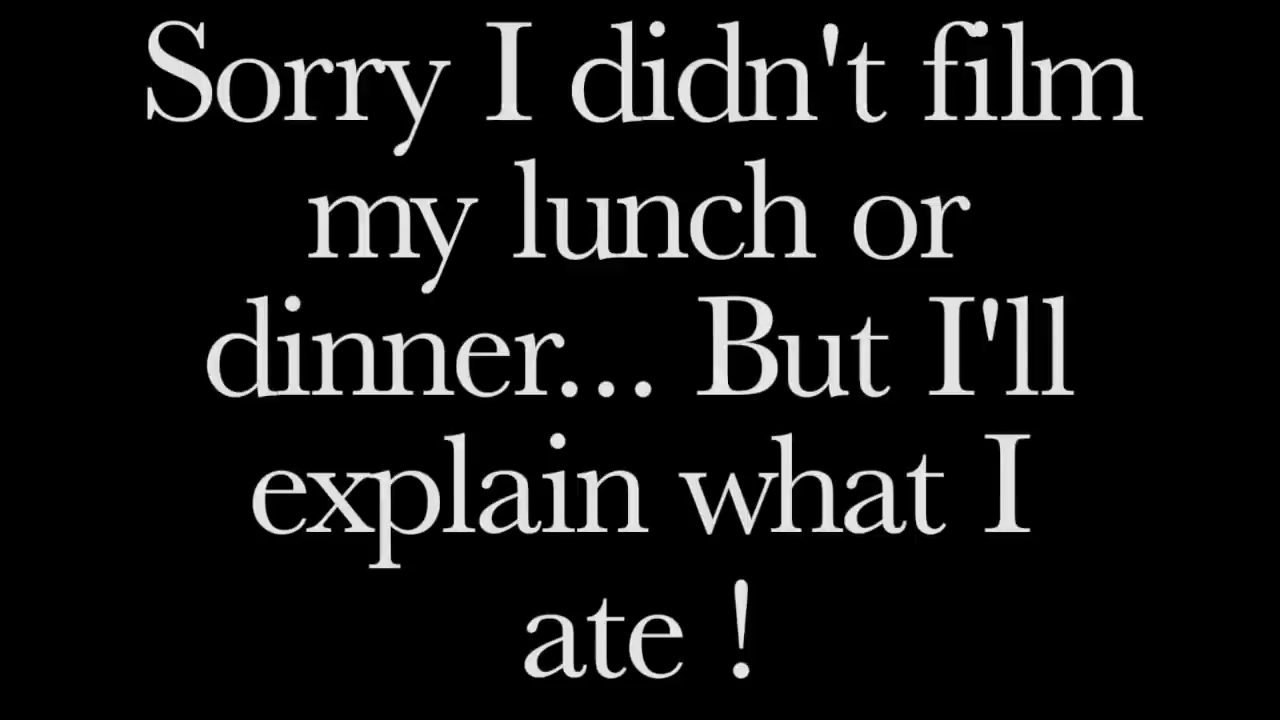 Sorry I didn't film
my lunch or
dinner... But I'll
explain what I
ate !